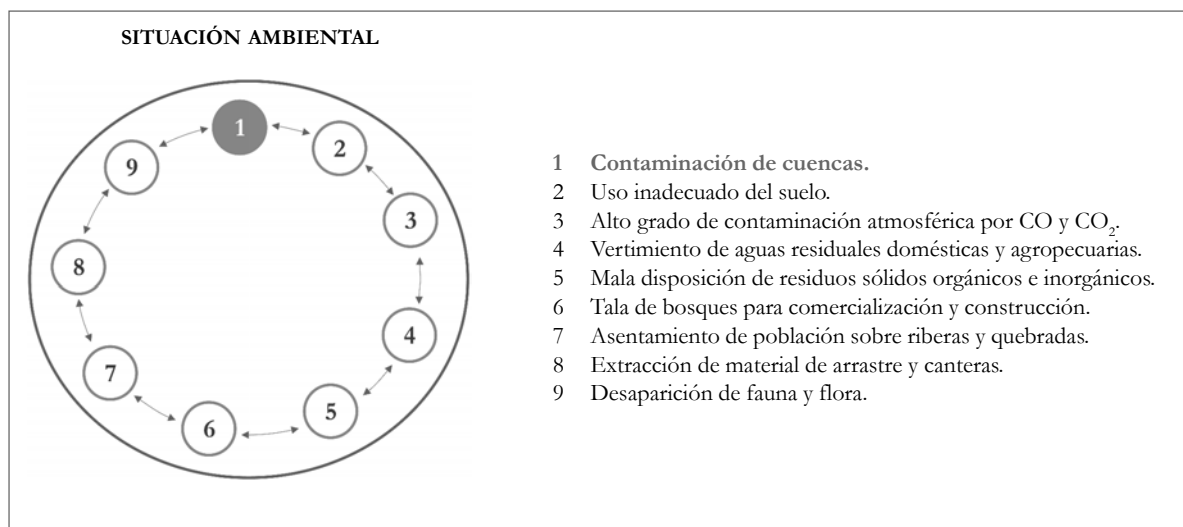 SITUACIÓN AMBIENTAL
1
2
3
4
5
6
7
8
9
1 Contaminación de cuencas.
2 Uso inadecuado del suelo.
3 Alto grado de contaminación atmosférica por CO y CO₂.
4 Vertimiento de aguas residuales domésticas y agropecuarias.
5 Mala disposición de residuos sólidos orgánicos e inorgánicos.
6 Tala de bosques para comercialización y construcción.
7 Asentamiento de población sobre riberas y quebradas.
8 Extracción de material de arrastre y canteras.
9 Desaparición de fauna y flora.